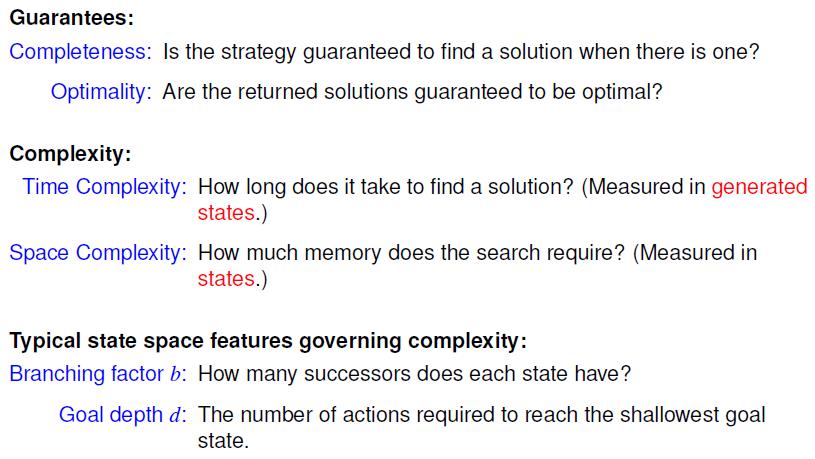 Guarantees:
Completeness: Is the strategy guaranteed to find a solution when there is one?
Optimality: Are the returned solutions guaranteed to be optimal?
Complexity:
Time Complexity: How long does it take to find a solution? (Measured in generated
states.)
Space Complexity: How much memory does the search require? (Measured in
states.)
Typical state space features governing complexity:
Branching factor b: How many successors does each state have?
Goal depth d: The number of actions required to reach the shallowest goal
state.